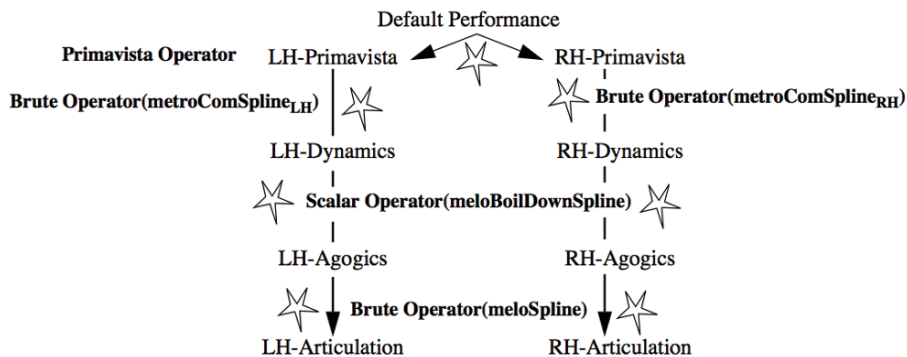 Default Performance
Primavista Operator LH-Primavista RH-Primavista
Brute Operator(metroComSplineLH) Brute Operator(metroComSplineRH)
LH-Dynamics RH-Dynamics
Scalar Operator(meloBoilDownSpline)
LH-Agogics RH-Agogics
Brute Operator(meloSpline)
LH-Articulation RH-Articulation